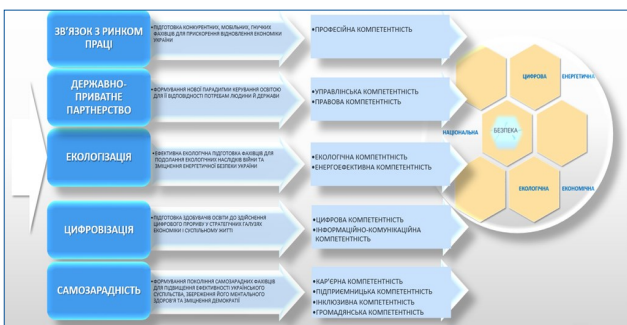 ЗВ'ЯЗОК З РИНКОМ
ПРАЦІ
•ПІДГОТОВКА КОНКУРЕНТНИХ, МОБІЛЬНИХ, ГНУЧКИХ
ФАХІВЦІВ ДЛЯ ПРИСКОРЕННЯ ВІДНОВЛЕННЯ ЕКОНОМІКИ
УКРАЇНИ
•ПРОФЕСІЙНА КОМПЕТЕНТНІСТЬ
ДЕРЖАВНО-
ПРИВАТНЕ
ПАРТНЕРСТВО
•ФОРМУВАННЯ НОВОЇ ПАРАДИГМИ КЕРУВАННЯ ОСВІТОЮ
ДЛЯ ЇЇ ВІДПОВІДНОСТІ ПОТРЕБАМ ЛЮДИНИ Й ДЕРЖАВИ
•УПРАВЛІНСЬКА КОМПЕТЕНТНІСТЬ
•ПРАВОВА КОМПЕТЕНТНІСТЬ
ЕКОЛОГІЗАЦІЯ
•ЕФЕКТИВНА ЕКОЛОГІЧНА ПІДГОТОВКА ФАХІВЦІВ ДЛЯ
ПОДОЛАННЯ ЕКОЛОГІЧНИХ НАСЛІДКІВ ВІЙНИ ТА
ЗМІЦНЕННЯ ЕНЕРГЕТИЧНОЇ БЕЗПЕКИ УКРАЇНИ
•ЕКОЛОГІЧНА КОМПЕТЕНТНІСТЬ
•ЕНЕРГОЕФЕКТИВНА КОМПЕТЕНТНІСТЬ
ЦИФРОВІЗАЦІЯ
•ПІДГОТОВКА ЗДОБУВАЧІВ ОСВІТИ ДО ЗДІЙСНЕННЯ
ЦИФРОВОГО ПРОРИВУ У СТРАТЕГІЧНИХ ГАЛУЗЯХ
ЕКОНОМІКИ І СУСПІЛЬНОМУ ЖИТТІ
•ЦИФРОВА КОМПЕТЕНТНІСТЬ
•ІНФОРМАЦІЙНО-КОМУНІКАЦІЙНА
КОМПЕТЕНТНІСТЬ
САМОЗАРАДНІСТЬ
•ФОРМУВАННЯ ПОКОЛІННЯ САМОЗАРАДНИХ ФАХІВЦІВ
ДЛЯ ПІДВИЩЕННЯ ЕФЕКТИВНОСТІ УКРАЇНСЬКОГО
СУСПІЛЬСТВА, ЗБЕРЕЖЕННЯ ЙОГО МЕНТАЛЬНОГО
ЗДОРОВ'Я ТА ЗМІЦНЕННЯ ДЕМОКРАТІЇ
•КАР'ЄРНА КОМПЕТЕНТНІСТЬ
•ПІДПРИЄМНИЦЬКА КОМПЕТЕНТНІСТЬ
•ІНКЛЮЗИВНА КОМПЕТЕНТНІСТЬ
•ГРОМАДЯНСЬКА КОМПЕТЕНТНІСТЬ
ЦИФРОВА
ЕНЕРГЕТИЧНА
НАЦІОНАЛЬНА
БЕЗПЕКА
ЕКОЛОГІЧНА
ЕКОНОМІЧНА